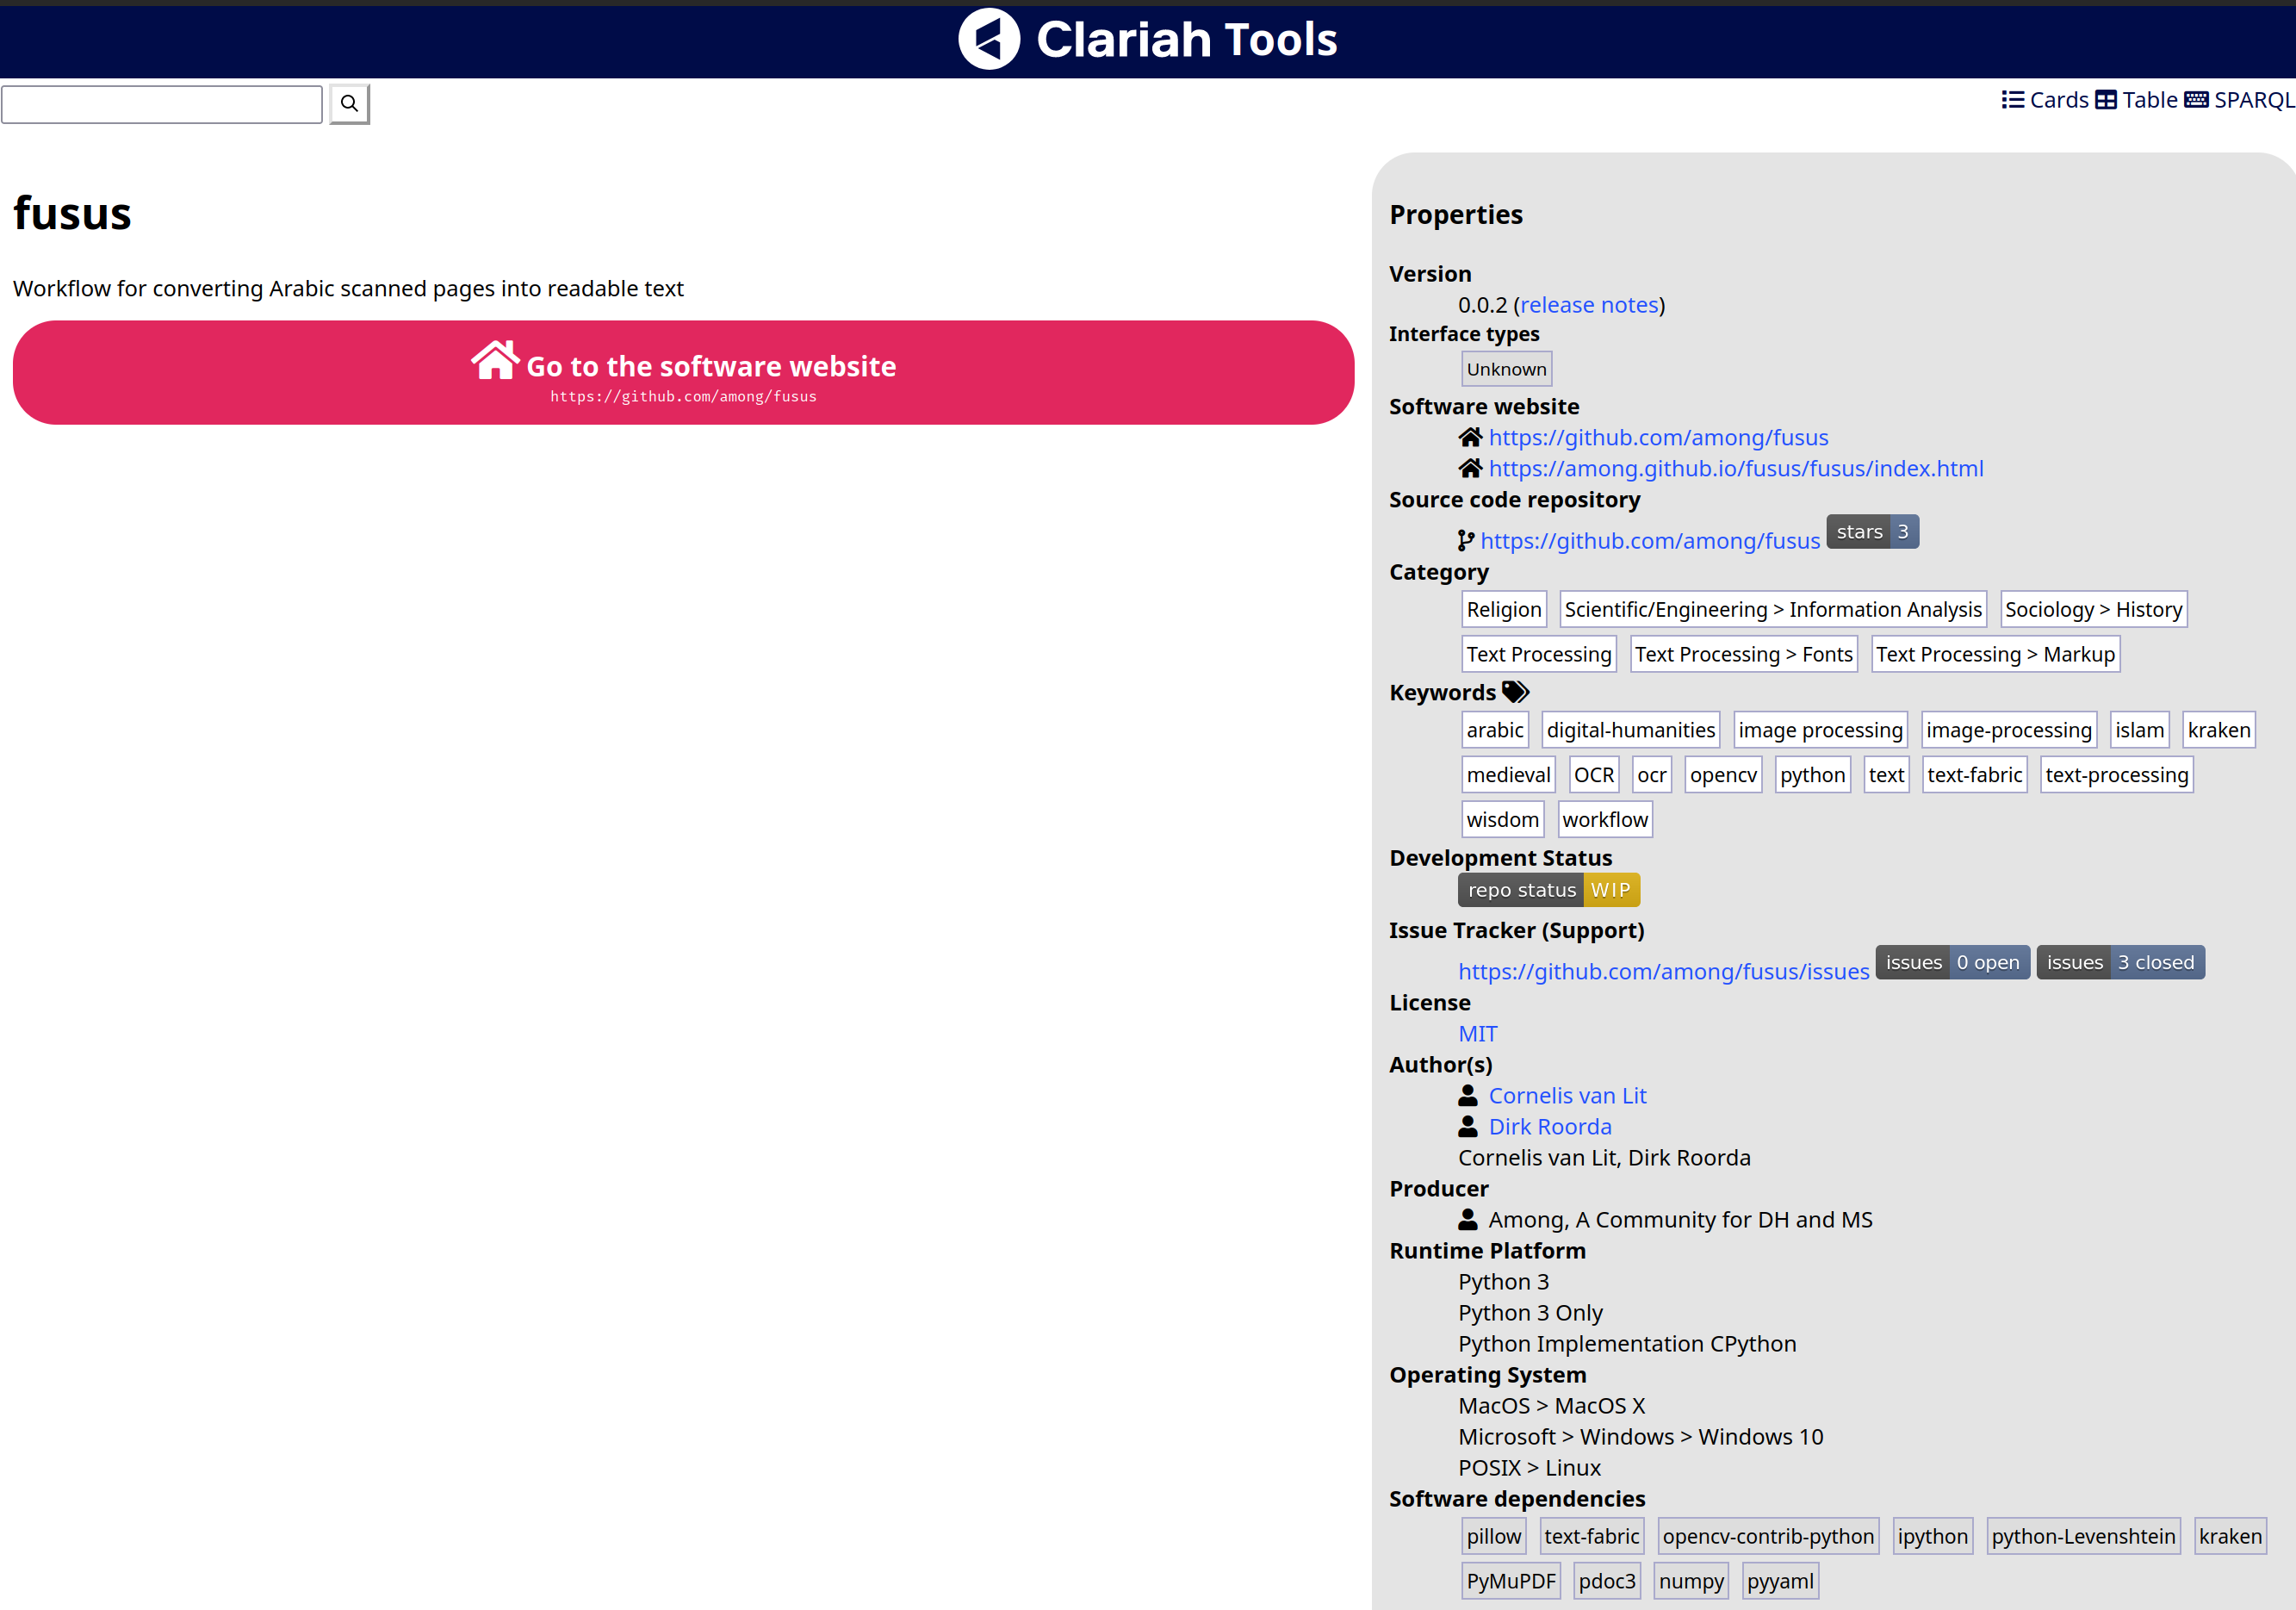 Clariah Tools
Cards Table SPARQL
fusus
Workflow for converting Arabic scanned pages into readable text
Go to the software website
https://github.com/among/fusus
Properties
Version
0.0.2 (release notes)
Interface types
Unknown
Software website
https://github.com/among/fusus
https://among.github.io/fusus/fusus/index.html
Source code repository
https://github.com/among/fusus stars 3
Category
Religion Scientific/Engineering > Information Analysis Sociology > History
Text Processing Text Processing > Fonts Text Processing > Markup
Keywords
arabic digital-humanities image processing image-processing islam kraken
medieval OCR ocr opencv python text text-fabric text-processing
wisdom workflow
Development Status
repo status WIP
Issue Tracker (Support)
https://github.com/among/fusus/issues issues 0 open issues 3 closed
License
MIT
Author(s)
Cornelis van Lit
Dirk Roorda
Cornelis van Lit, Dirk Roorda
Producer
Among, A Community for DH and MS
Runtime Platform
Python 3
Python 3 Only
Python Implementation CPython
Operating System
MacOS > MacOS X
Microsoft > Windows > Windows 10
POSIX > Linux
Software dependencies
pillow text-fabric opencv-contrib-python ipython python-Levenshtein kraken
PyMuPDF pdoc3 numpy pyyaml